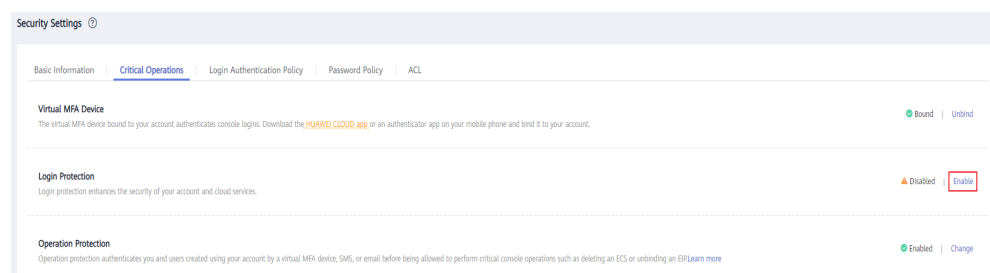 Security Settings ?
Basic Information | Critical Operations | Login Authentication Policy | Password Policy | ACL
Virtual MFA Device
The virtual MFA device bound to your account authenticates console logins. Download the HUAWEI CLOUD app or an authenticator app on your mobile phone and bind it to your account.
Bound | Unbind
Login Protection
Login protection enhances the security of your account and cloud services.
Disabled | Enable
Operation Protection
Operation protection authenticates you and users created using your account by a virtual MFA device, SMS, or email before being allowed to perform critical console operations such as deleting an ECS or unbinding an EIP.Learn more
Enabled | Change